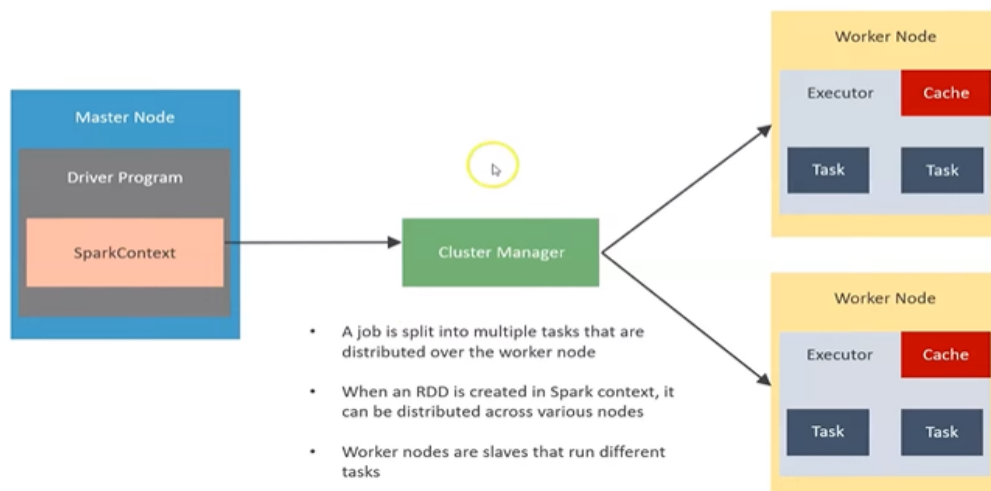 Master Node
Driver Program
SparkContext
Cluster Manager
Worker Node
Executor
Cache
Task
Task
Worker Node
Executor
Cache
Task
Task
• A job is split into multiple tasks that are
distributed over the worker node
• When an RDD is created in Spark context, it
can be distributed across various nodes
• Worker nodes are slaves that run different
tasks